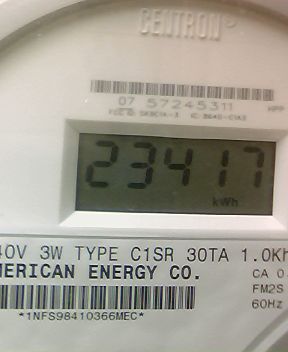 CENTRON
07 57245311
23417
kWh
40V 3W TYPE C1SR 30TA 1.0Kh
MERICAN ENERGY CO.
CA 0.
FM2S
60Hz
*1NFS98410366MEC*